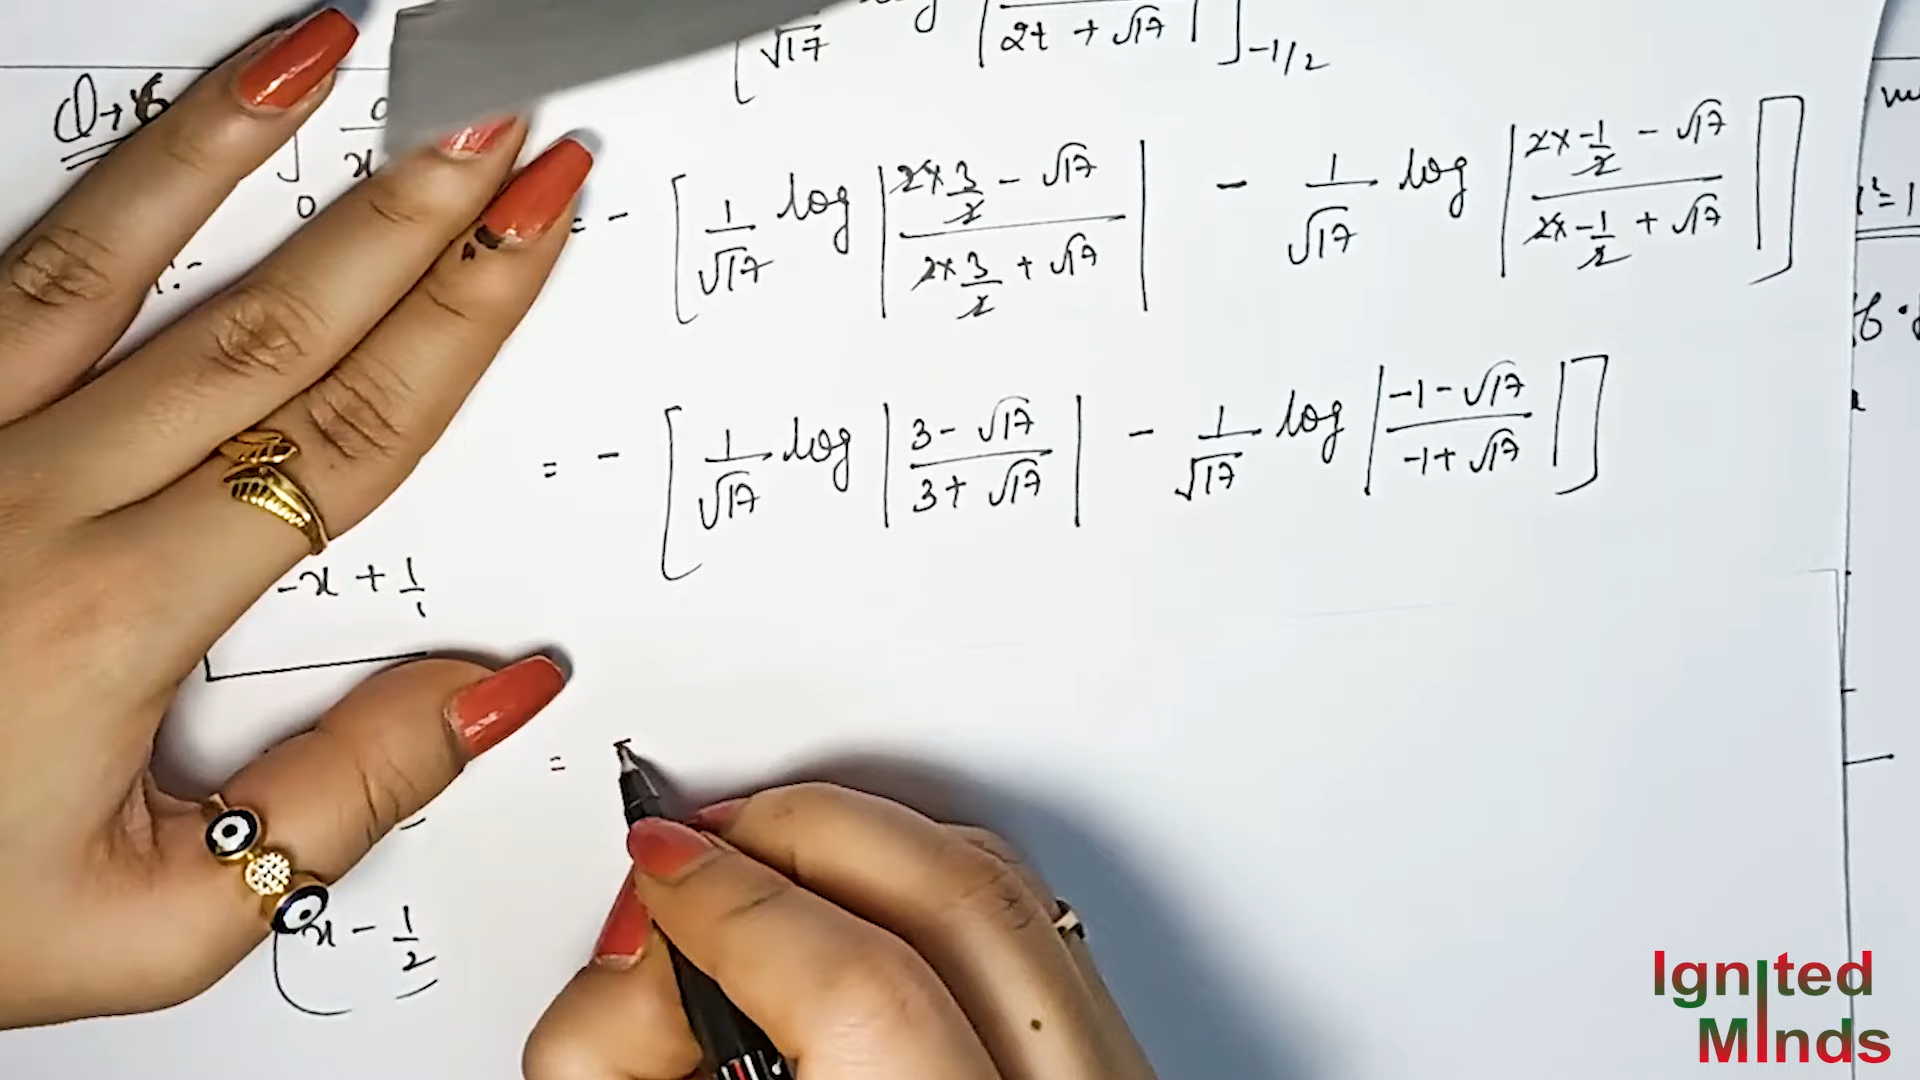 √17 | 2t + √17 | ]-1/2
Q→6
0
x
= - [ 1/√17 log | (2×3/2 - √17)/(2×3/2 + √17) | - 1/√17 log | (2×-1/2 - √17)/(2×-1/2 + √17) | ]
= - [ 1/√17 log | (3 - √17)/(3 + √17) | - 1/√17 log | (-1 - √17)/(-1 + √17) | ]
-x + 1/
=
(x - 1/2
Ignited
Minds